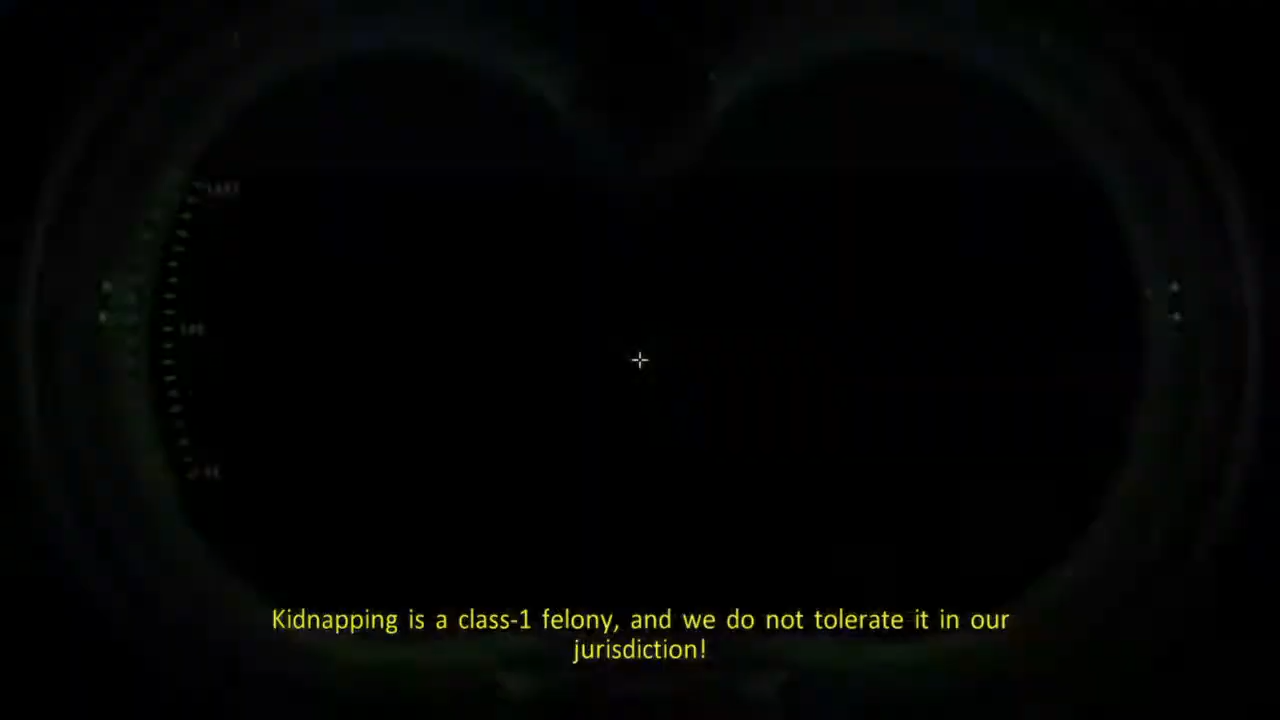 Kidnapping is a class-1 felony, and we do not tolerate it in our
jurisdiction!